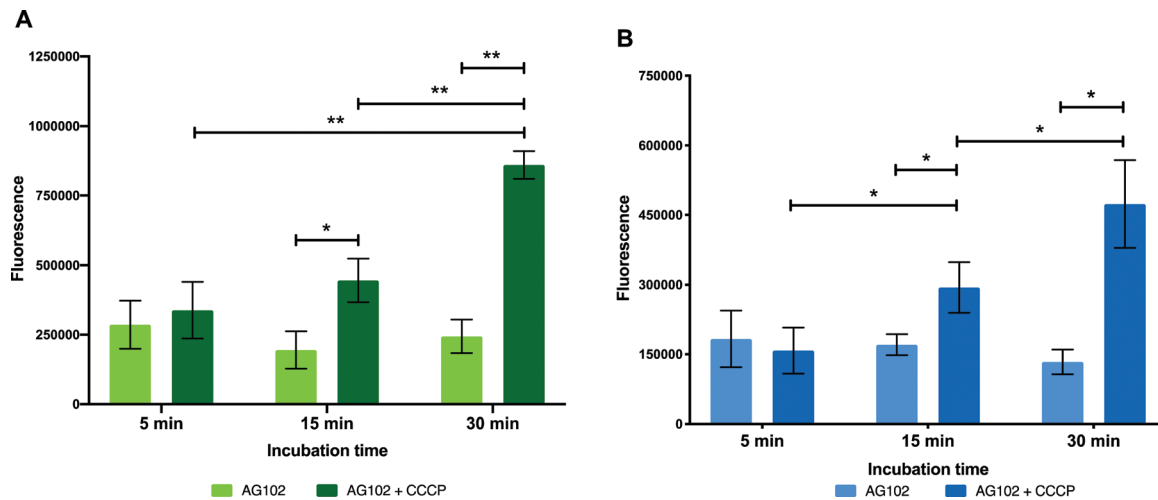 A
1250000
1000000
750000
500000
250000
0
Fluorescence
**
**
**
*
5 min
15 min
30 min
Incubation time
AG102
AG102 + CCCP
B
750000
600000
450000
300000
150000
0
Fluorescence
*
*
*
*
5 min
15 min
30 min
Incubation time
AG102
AG102 + CCCP